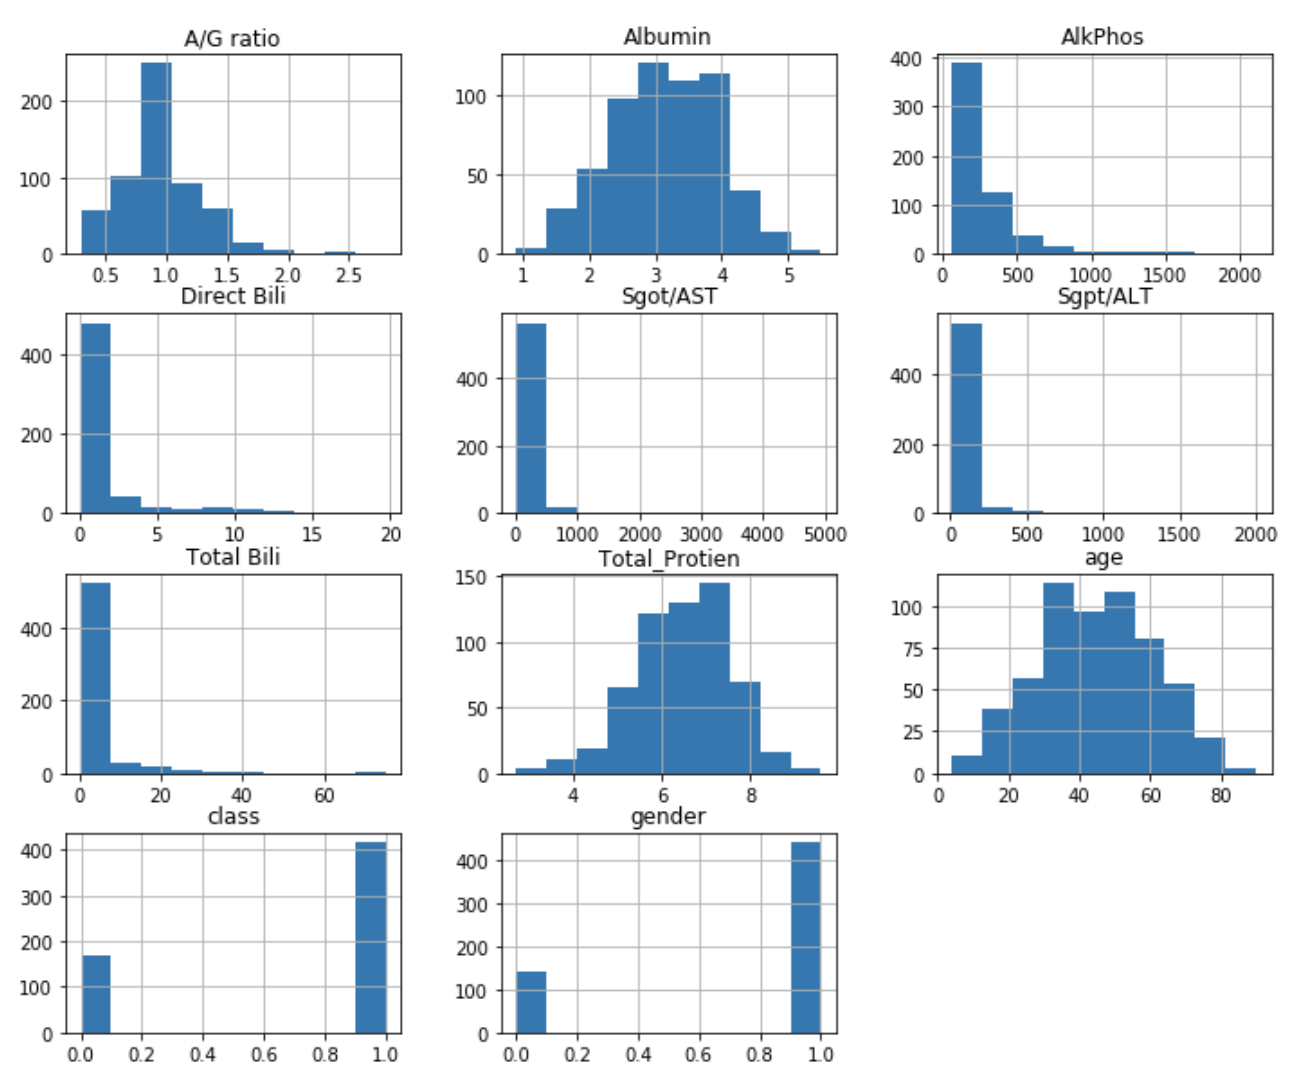 A/G ratio
200
100
0
0.5 1.0 1.5 2.0 2.5
Albumin
100
50
0
1 2 3 4 5
AlkPhos
400
300
200
100
0
0 500 1000 1500 2000
Direct Bili
400
200
0
0 5 10 15 20
Sgot/AST
400
200
0
0 1000 2000 3000 4000 5000
Sgpt/ALT
400
200
0
0 500 1000 1500 2000
Total Bili
400
200
0
0 20 40 60
Total_Protien
150
100
50
0
4 6 8
age
100
75
50
25
0
0 20 40 60 80
class
400
300
200
100
0
0.0 0.2 0.4 0.6 0.8 1.0
gender
400
300
200
100
0
0.0 0.2 0.4 0.6 0.8 1.0